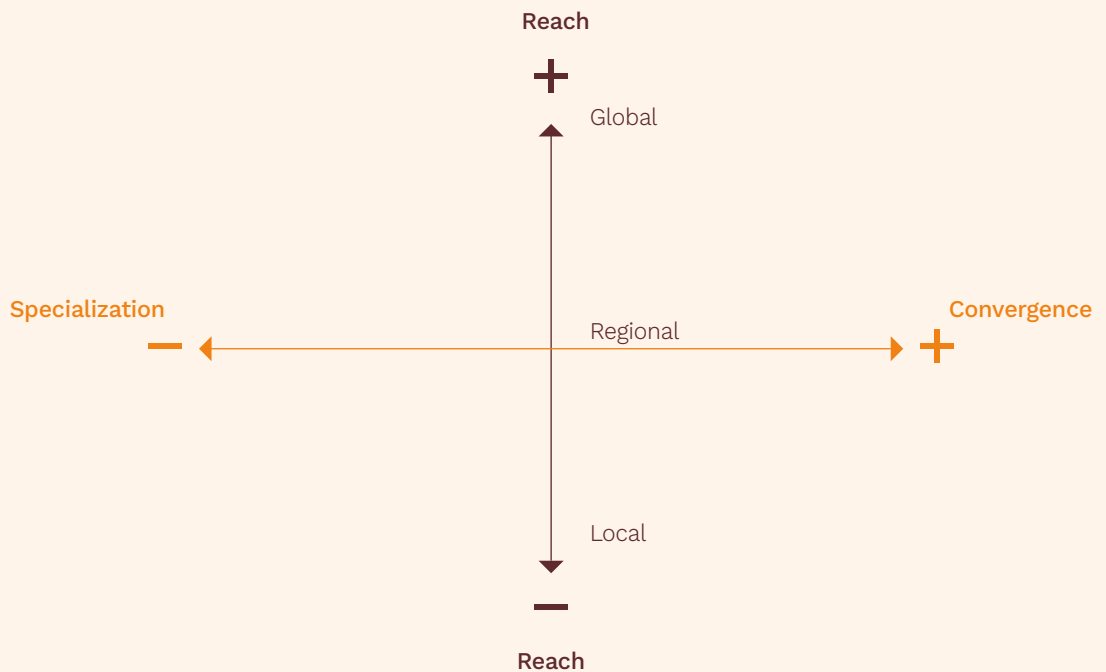 Reach
+
Global
Specialization
Convergence
Regional
−
+
Local
−
Reach